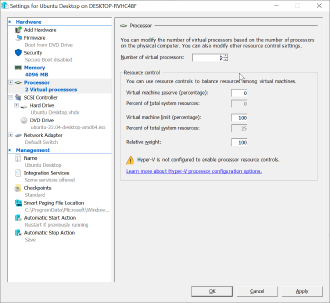 Settings for Ubuntu Desktop on DESKTOP-RVHC4BF
Hardware
Add Hardware
Firmware
Boot from DVD Drive
Security
Secure Boot disabled
Memory
4096 MB
Processor
2 Virtual processors
SCSI Controller
Hard Drive
Ubuntu Desktop.vhdx
DVD Drive
ubuntu-22.04-desktop-amd64.iso
Network Adapter
Default Switch
Management
Name
Ubuntu Desktop
Integration Services
Some services offered
Checkpoints
Standard
Smart Paging File Location
C:\ProgramData\Microsoft\Window...
Automatic Start Action
Restart if previously running
Automatic Stop Action
Save
Processor
You can modify the number of virtual processors based on the number of processors
on the physical computer. You can also modify other resource control settings.
Number of virtual processors:
Resource control
You can use resource controls to balance resources among virtual machines.
Virtual machine reserve (percentage): 0
Percent of total system resources: 0
Virtual machine limit (percentage): 100
Percent of total system resources: 25
Relative weight: 100
Hyper-V is not configured to enable processor resource controls.
Learn more about Hyper-V processor configuration options.
OK
Cancel
Apply